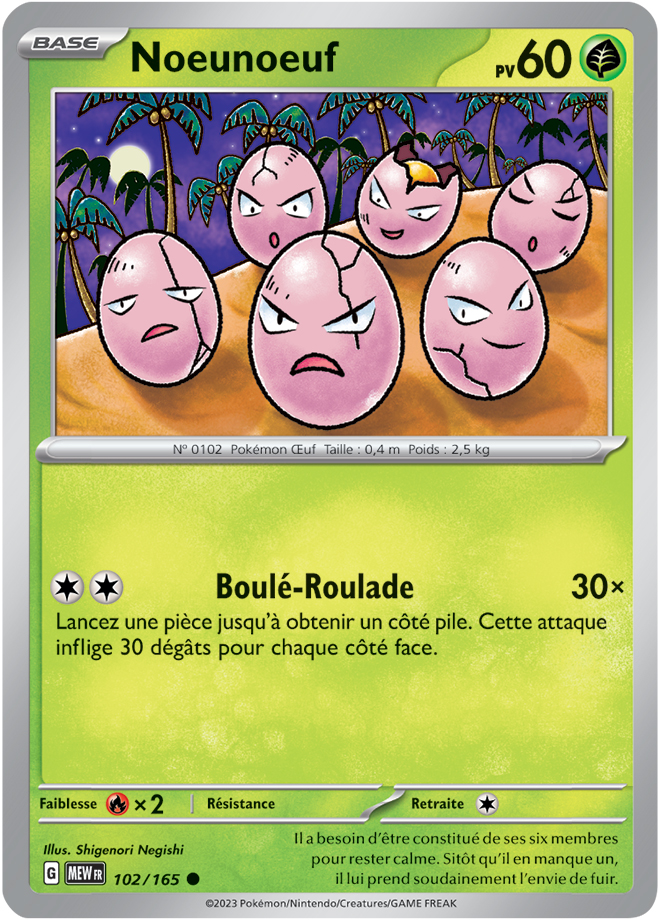 BASE
Noeunoeuf
PV 60
N° 0102 Pokémon Œuf Taille : 0,4 m Poids : 2,5 kg
Boulé-Roulade 30×
Lancez une pièce jusqu'à obtenir un côté pile. Cette attaque
inflige 30 dégâts pour chaque côté face.
Faiblesse ×2 Résistance Retraite
Illus. Shigenori Negishi
G MEW FR 102/165
Il a besoin d'être constitué de ses six membres
pour rester calme. Sitôt qu'il en manque un,
il lui prend soudainement l'envie de fuir.
©2023 Pokémon/Nintendo/Creatures/GAME FREAK